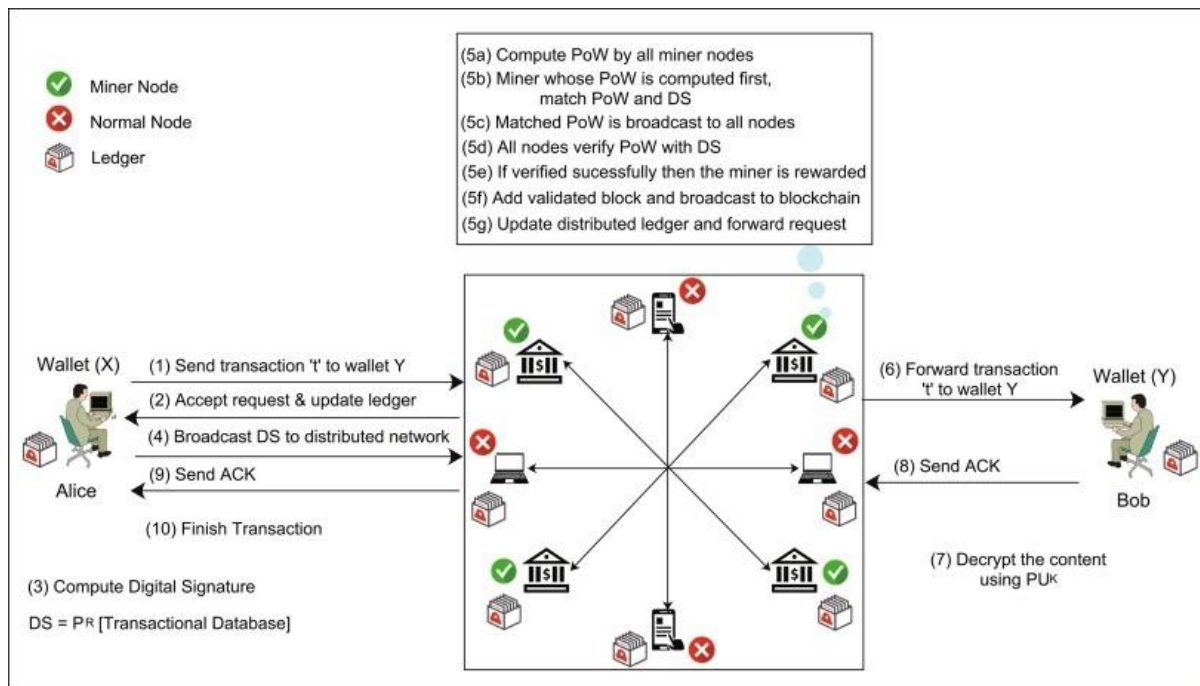 (5a) Compute PoW by all miner nodes
(5b) Miner whose PoW is computed first,
match PoW and DS
(5c) Matched PoW is broadcast to all nodes
(5d) All nodes verify PoW with DS
(5e) If verified sucessfully then the miner is rewarded
(5f) Add validated block and broadcast to blockchain
(5g) Update distributed ledger and forward request
Miner Node
Normal Node
Ledger
Wallet (X)
Alice
(1) Send transaction 't' to wallet Y
(2) Accept request & update ledger
(4) Broadcast DS to distributed network
(9) Send ACK
(10) Finish Transaction
(3) Compute Digital Signature
DS = PR [Transactional Database]
(6) Forward transaction
't' to wallet Y
Wallet (Y)
(8) Send ACK
Bob
(7) Decrypt the content
using PUK